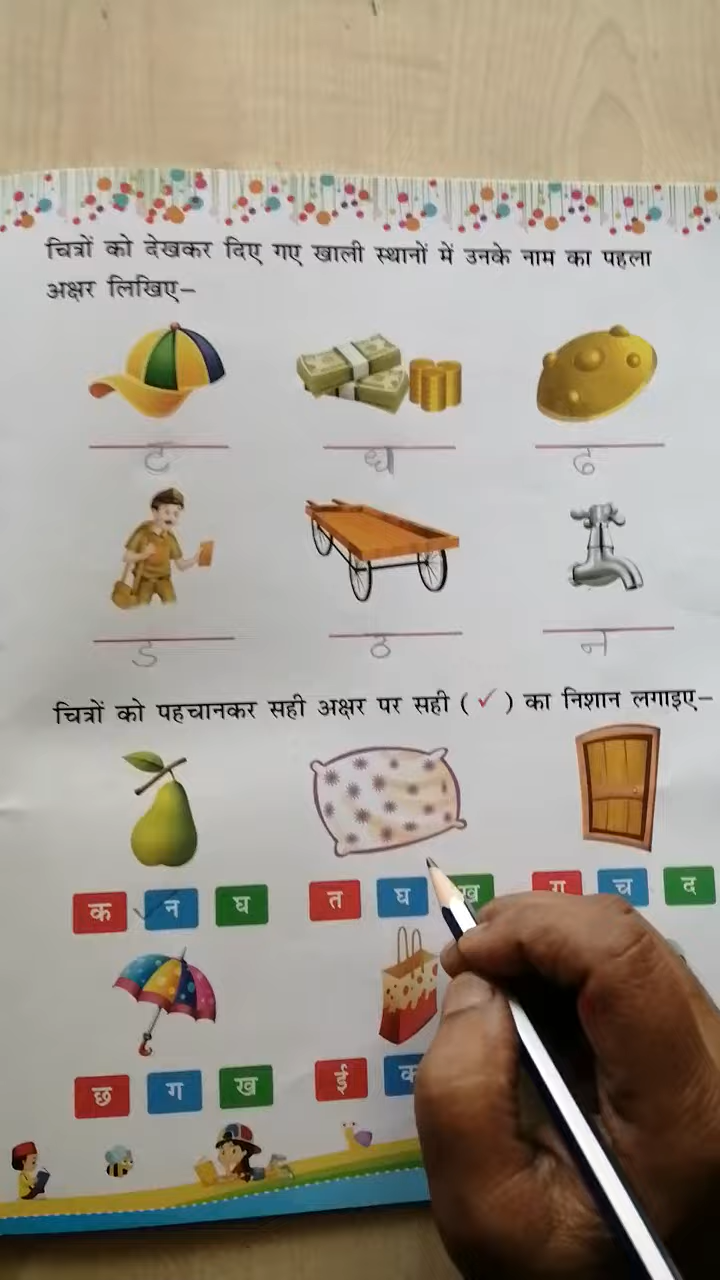 चित्रों को देखकर दिए गए खाली स्थानों में उनके नाम का पहला
अक्षर लिखिए–
ट ध ढ
ड ठ न
चित्रों को पहचानकर सही अक्षर पर सही ( ✓ ) का निशान लगाइए–
क न घ त घ ख ग च द
छ ग ख ई क